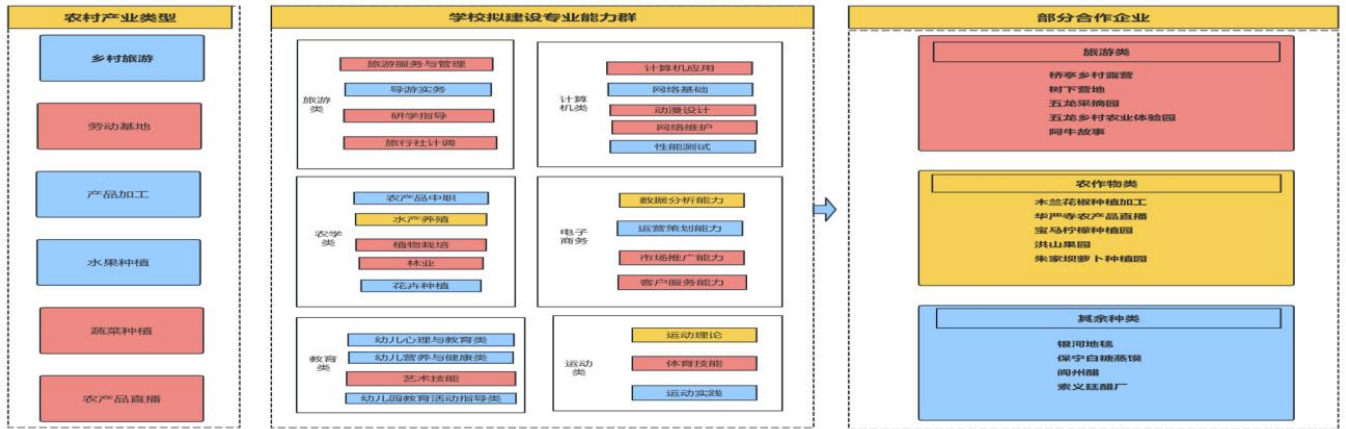 农村产业类型
乡村旅游
劳动基地
产品加工
水果种植
蔬菜种植
农产品直播
学校拟建设专业能力群
旅游类
旅游服务与管理
导游实务
研学指导
旅行社计调
计算机类
计算机应用
网络基础
动漫设计
网络维护
性能测试
农学类
农产品中职
水产养殖
植物栽培
林业
花卉种植
电子商务
数据分析能力
运营策划能力
市场推广能力
客户服务能力
教育类
幼儿心理与教育类
幼儿营养与健康类
艺术技能
幼儿园教育活动指导类
运动类
运动理论
体育技能
运动实践
部分合作企业
旅游类
桥亭乡村露营
树下营地
五龙采摘园
五龙乡村农业体验园
阿牛故事
农作物类
木兰花椒种植加工
华严寺农产品直播
宝马柠檬种植园
洪山果园
朱家坝萝卜种植园
其余种类
银河地毯
保宁白糖蒸馍
阆州醋
索义廷醋厂